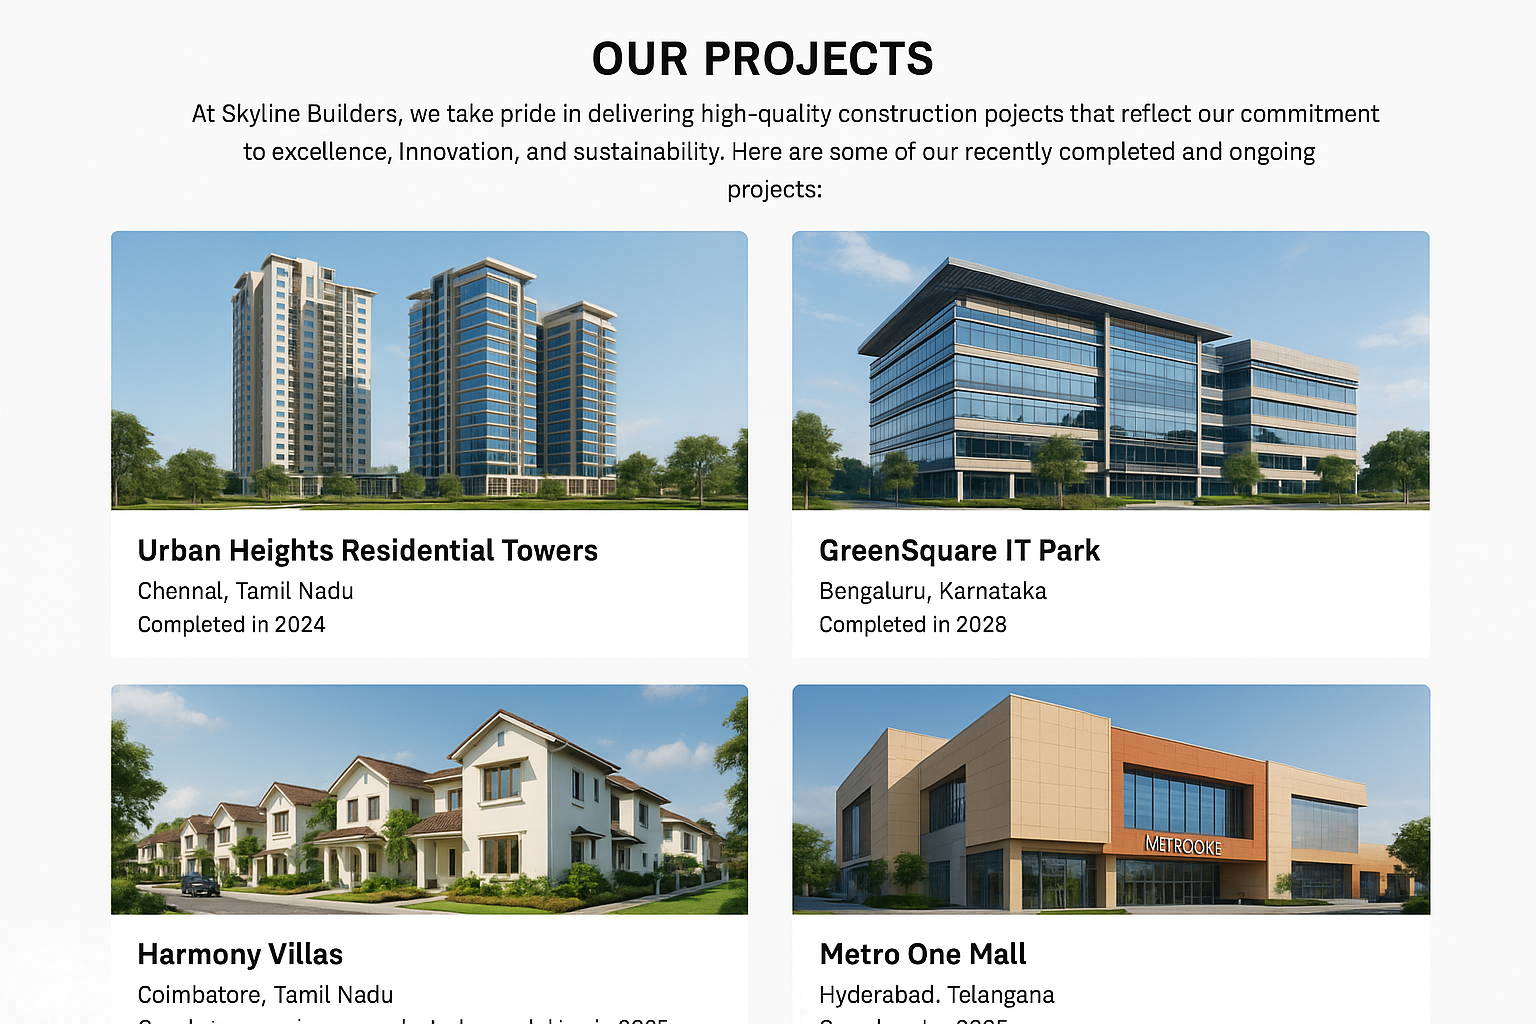 OUR PROJECTS
At Skyline Builders, we take pride in delivering high-quality construction pojects that reflect our commitment
to excellence, Innovation, and sustainability. Here are some of our recently completed and ongoing
projects:
Urban Heights Residential Towers
Chennal, Tamil Nadu
Completed in 2024
GreenSquare IT Park
Bengaluru, Karnataka
Completed in 2028
METROOKE
Harmony Villas
Coimbatore, Tamil Nadu
Metro One Mall
Hyderabad. Telangana